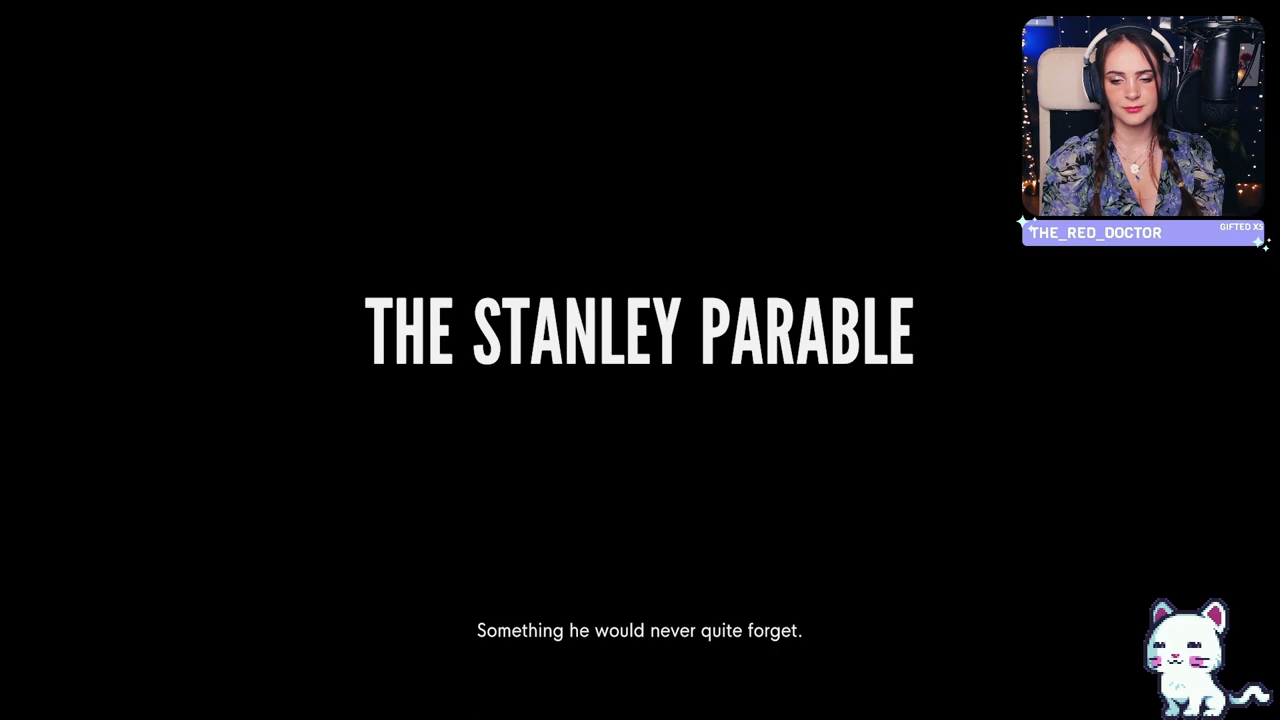 THE_RED_DOCTOR
GIFTED X5
THE STANLEY PARABLE
Something he would never quite forget.